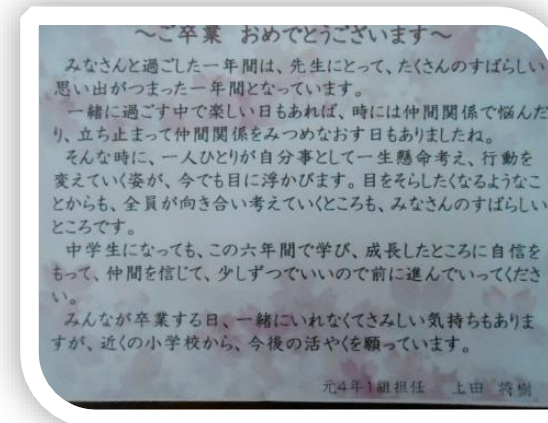 ～ご卒業　おめでとうございます～
みなさんと過ごした一年間は、先生にとって、たくさんのすばらしい
思い出がつまった一年間となっています。
一緒に過ごす中で楽しい日もあれば、時には仲間関係で悩んだ
り、立ち止まって仲間関係をみつめなおす日もありましたね。
そんな時に、一人ひとりが自分事として一生懸命考え、行動を
変えていく姿が、今でも目に浮かびます。目をそらしたくなるようなこ
とからも、全員が向き合い考えていくところも、みなさんのすばらしい
ところです。
中学生になっても、この六年間で学び、成長したところに自信を
もって、仲間を信じて、少しずつでいいので前に進んでいってくださ
い。
みんなが卒業する日、一緒にいれなくてさみしい気持ちもありま
すが、近くの小学校から、今後の活やくを願っています。
元4年1組担任　上田　将樹